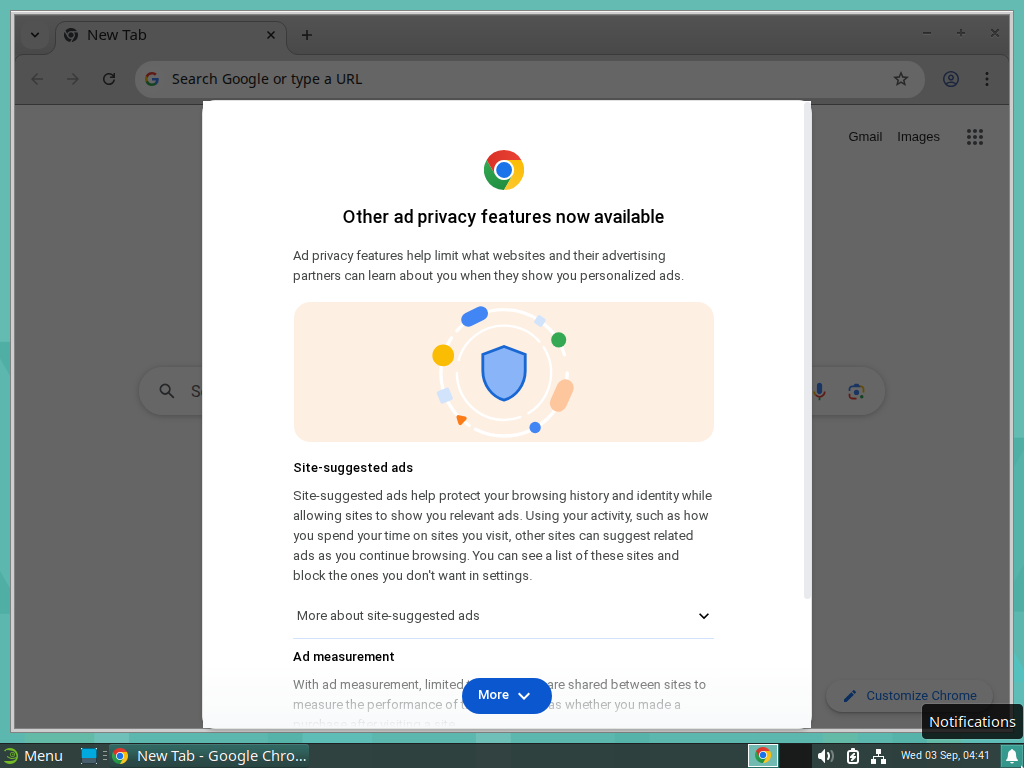 New Tab
Search Google or type a URL
Gmail Images
Other ad privacy features now available
Ad privacy features help limit what websites and their advertising
partners can learn about you when they show you personalized ads.
Site-suggested ads
Site-suggested ads help protect your browsing history and identity while
allowing sites to show you relevant ads. Using your activity, such as how
you spend your time on sites you visit, other sites can suggest related
ads as you continue browsing. You can see a list of these sites and
block the ones you don't want in settings.
More about site-suggested ads
Ad measurement
With ad measurement, limited are shared between sites to
measure the performance of as whether you made a
purchase after visiting a site.
More
Customize Chrome
Notifications
Menu
New Tab - Google Chro...
Wed 03 Sep, 04:41